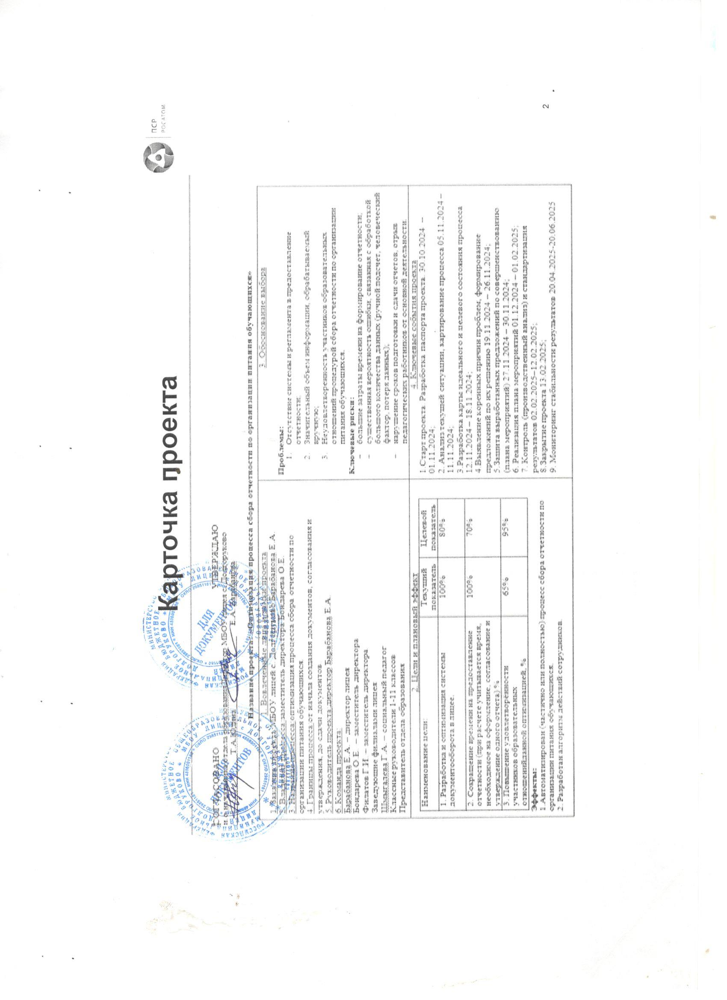 Карточка проекта
ПСР
РОСАТОМ
СОГЛАСОВАНО
УТВЕРЖДАЮ
Название проекта: «Оптимизация процесса сбора отчетности по организации питания обучающихся»
1. Вовлеченные лица и рамки проекта
МБОУ лицей с. Долгоруково Барабанова Е.А.
2. Владелец процесса заместитель директора Бондарева О.Е.
3. процесса оптимизация процесса сбора отчетности по
организации питания обучающихся.
4. Границы процесса от начала создания документов, согласования и
утверждения, до сдачи документов
5. Руководитель проекта: директор Барабанова Е.А.
6. Команда проекта:
Барабанова Е.А. – директор лицея
Бондарева О.Е. – заместитель директора
Филатов Г.И. – заместитель директора
Заведующие филиалами лицея
Шмыгалева Г.А. – социальный педагог
Классные руководители 1-11 классов
Представитель отдела образования
3. Обоснование выбора
Проблемы:
1. Отсутствие системы и регламента в предоставление
отчетности;
2. Значительный объем информации, обрабатываемый
вручную;
3. Неудовлетворенность участников образовательных
отношений процедурой сбора отчетности по организации
питания обучающихся.
Ключевые риски:
– большие затраты времени на формирование отчетности;
– существенная вероятность ошибки, связанная с обработкой
большого количества данных (ручной подсчет, человеческий
фактор, потеря данных);
– нарушение сроков подготовки и сдачи отчетов, отрыв
педагогических работников от основной деятельности.
2. Цели и плановый эффект
Наименование цели: Текущий показатель Целевой показатель
1. Разработка и оптимизация системы
документооборота в лицее. 100% 80%
2. Сокращение времени на предоставление
отчетности (при расчете учитывается время,
необходимое на оформление, согласование и
утверждение одного отчета) % 100% 70%
3. Повышение удовлетворённости
участников образовательных
отношений данной оптимизацией, % 65% 95%
Эффекты:
1. Автоматизирован (частично или полностью) процесс сбора отчетности по
организации питания обучающихся.
2. Разработан алгоритм действий сотрудников.
4. Ключевые события проекта
1. Старт проекта. Разработка паспорта проекта. 30.10.2024 –
01.11.2024;
2. Анализ текущей ситуации, картирование процесса 05.11.2024 –
11.11.2024;
3. Разработка карты идеального и целевого состояния процесса
12.11.2024 – 18.11.2024;
4. Выявление коренных причин проблем, формирование
предложений по их решению 19.11.2024 – 26.11.2024;
5. Защита выработанных предложений по совершенствованию
(плана мероприятий) 27.11.2024 – 30.11.2024;
6. Реализация плана мероприятий 01.12.2024 – 01.02.2025;
7. Контроль (производственный анализ) и стандартизация
результатов 02.02.2025–12.02.2025;
8. Закрытие проекта 13.02.2025;
9. Мониторинг стабильности результатов 20.04.2025-20.06.2025
ДЛЯ
ДОКУМЕНТОВ
2